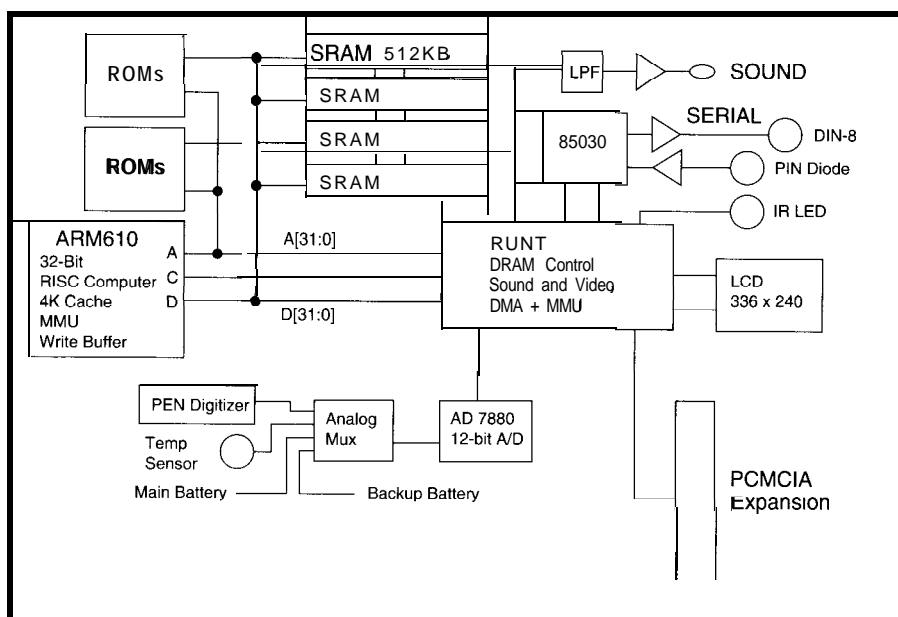 ROMs
ROMs
SRAM 512KB
SRAM
SRAM
SRAM
LPF
SOUND
SERIAL
85030
DIN-8
PIN Diode
IR LED
ARM610
32-Bit
RISC Computer
4K Cache
MMU
Write Buffer
A
C
D
A[31:0]
D[31:0]
RUNT
DRAM Control
Sound and Video
DMA + MMU
LCD
336 x 240
PEN Digitizer
Temp
Sensor
Main Battery
Analog
Mux
Backup Battery
AD 7880
12-bit A/D
PCMCIA
Expansion